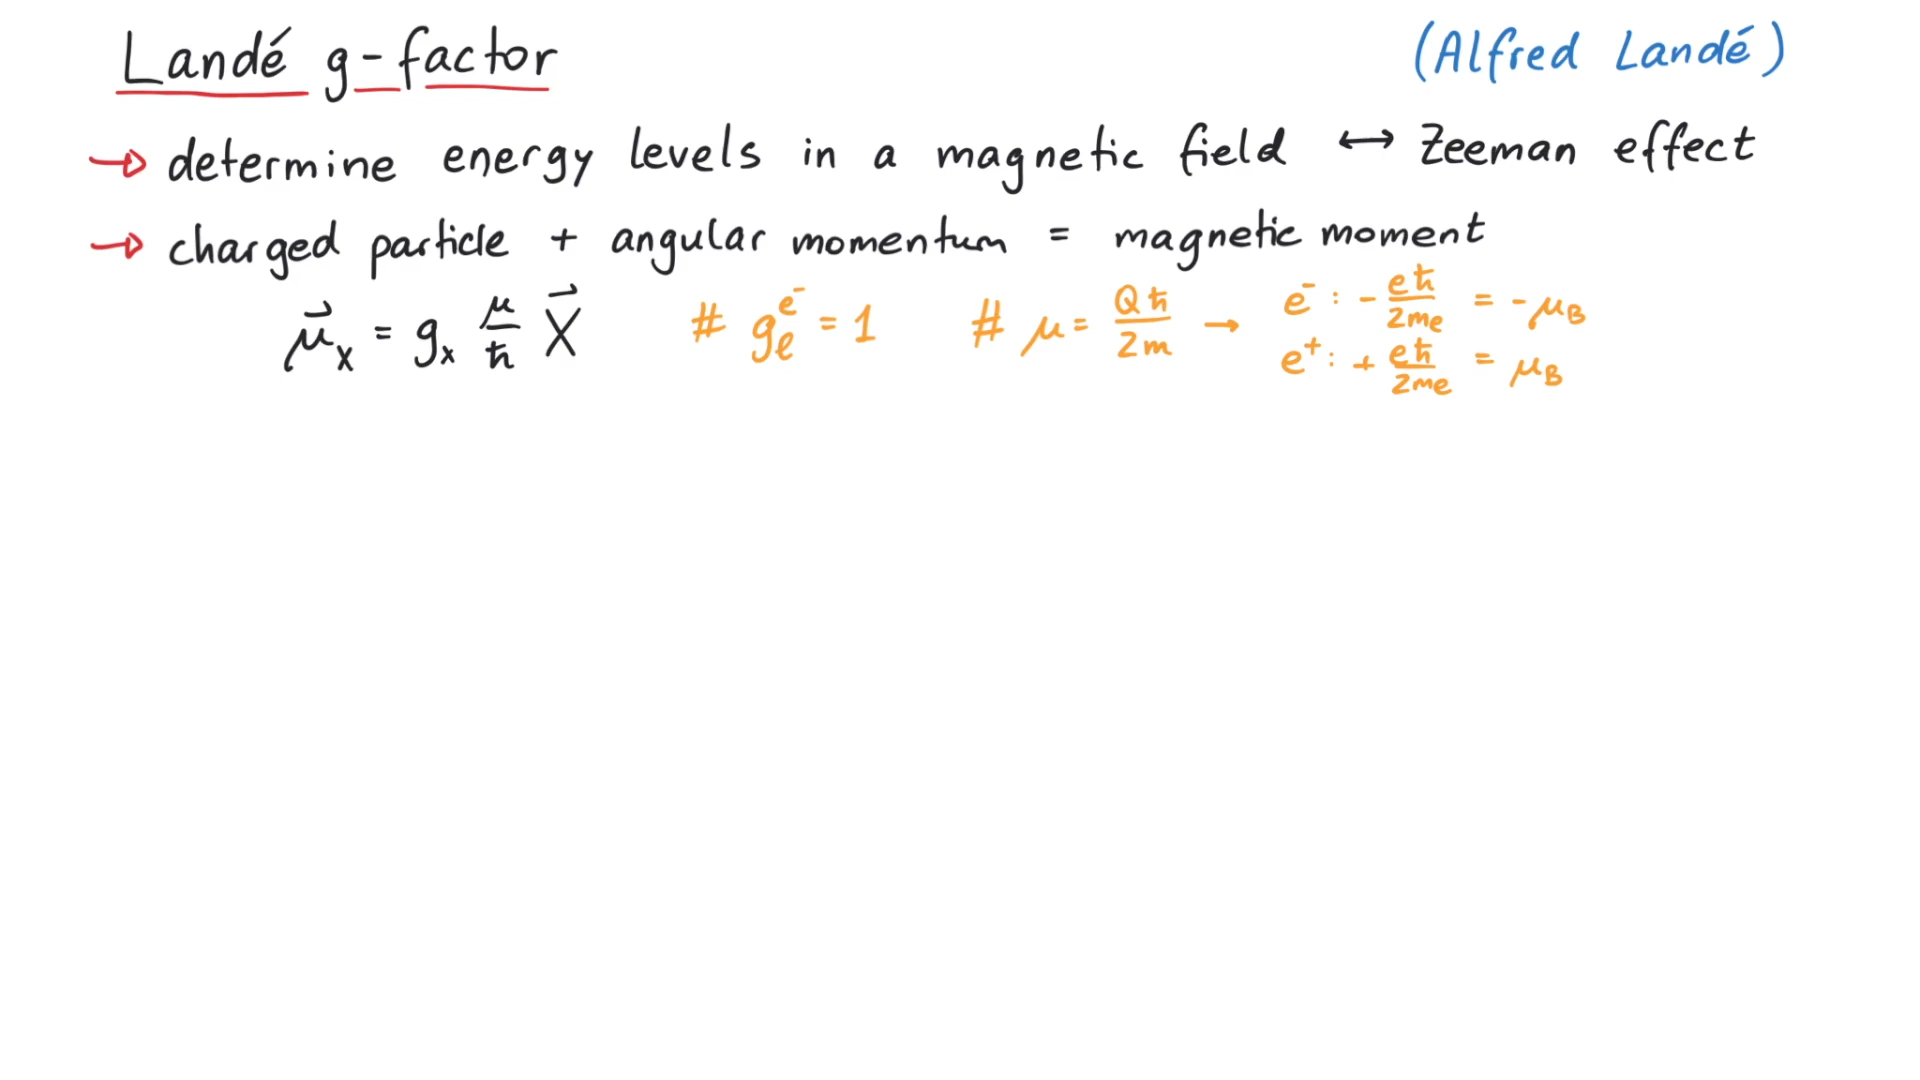 Landé g-factor (Alfred Landé)
→ determine energy levels in a magnetic field ↔ Zeeman effect
→ charged particle + angular momentum = magnetic moment
μ⃗ₓ = gₓ μ/ħ X⃗ # g_ℓ^e⁻ = 1 # μ = Qħ/2m → e⁻: - eħ/2me = -μB
e⁺: + eħ/2me = μB